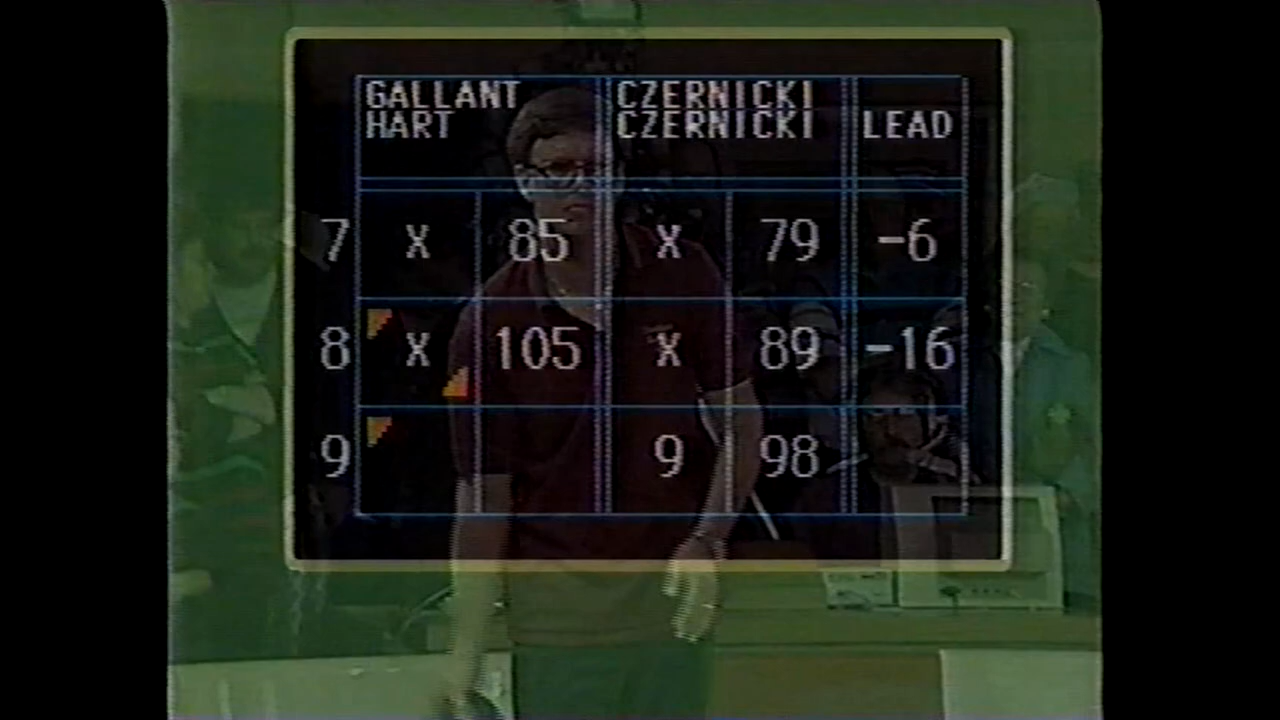 GALLANT CZERNICKI
HART CZERNICKI LEAD
7 X 85 X 79 -6
8 X 105 X 89 -16
9 9 98